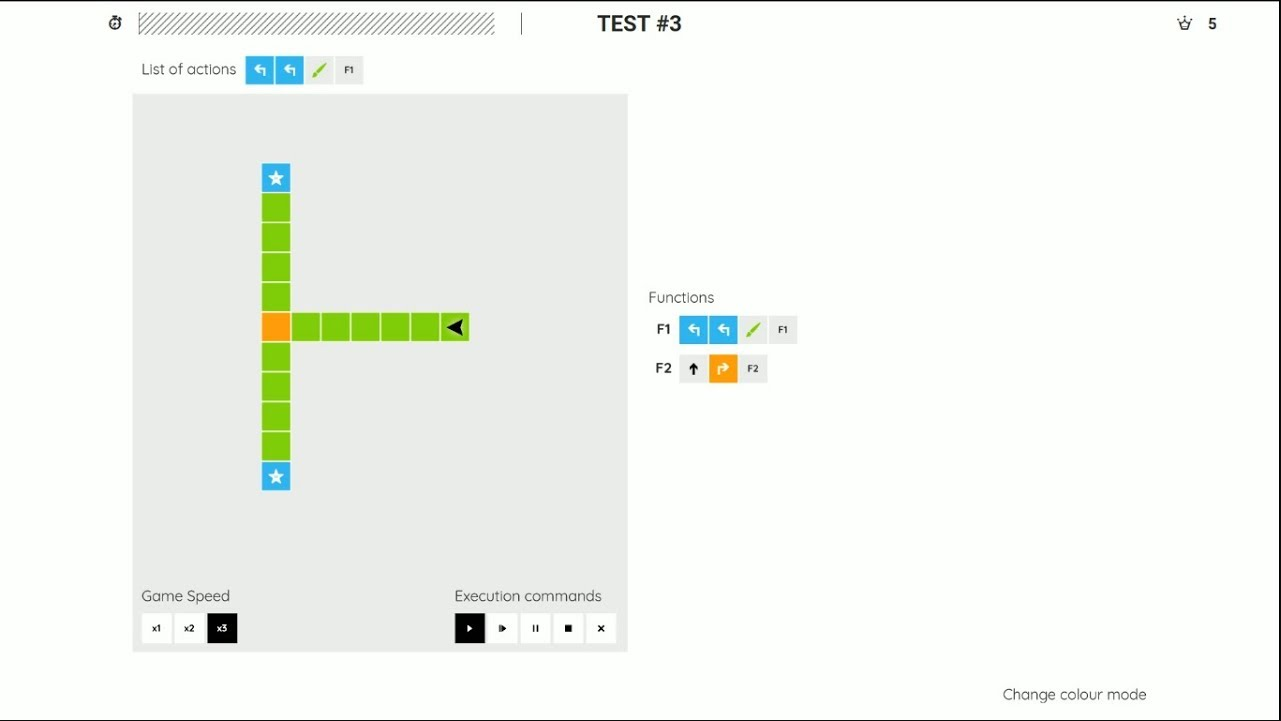 TEST #3
5
List of actions
F1
Functions
F1 F1
F2 F2
Game Speed
Execution commands
x1 x2 x3
Change colour mode